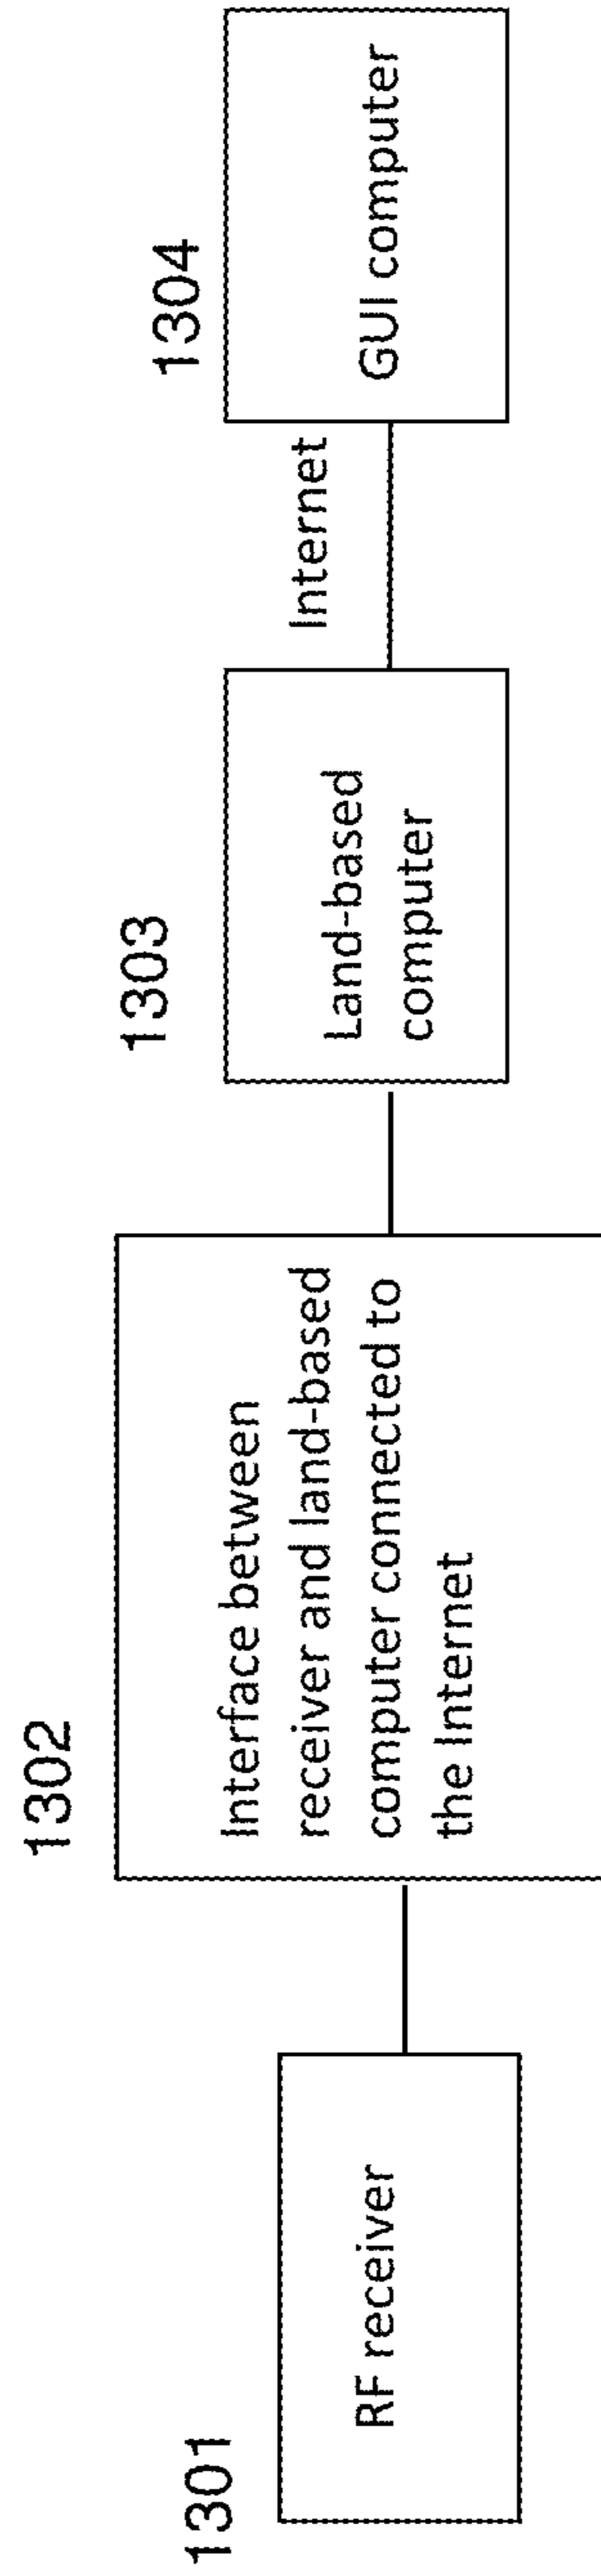 1301
RF receiver
1302
Interface between
receiver and land-based
computer connected to
the Internet
1303
Land-based
computer
Internet
1304
GUI computer